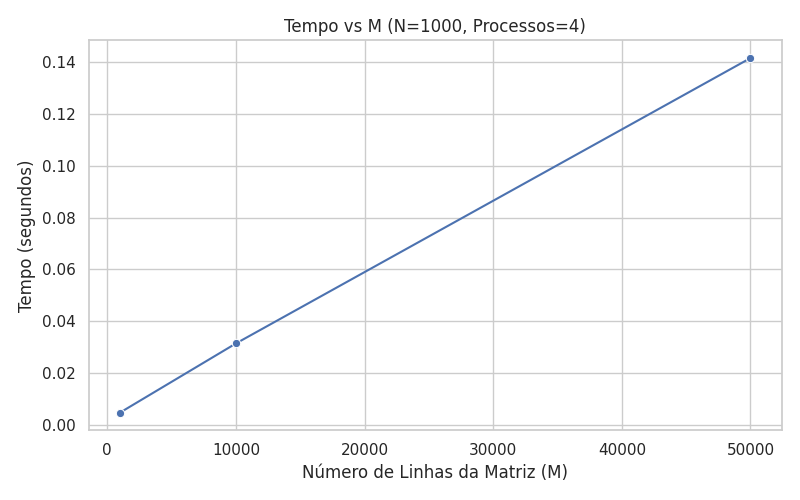 Tempo vs M (N=1000, Processos=4)
0.14
0.12
0.10
0.08
0.06
0.04
0.02
0.00
Tempo (segundos)
0 10000 20000 30000 40000 50000
Número de Linhas da Matriz (M)